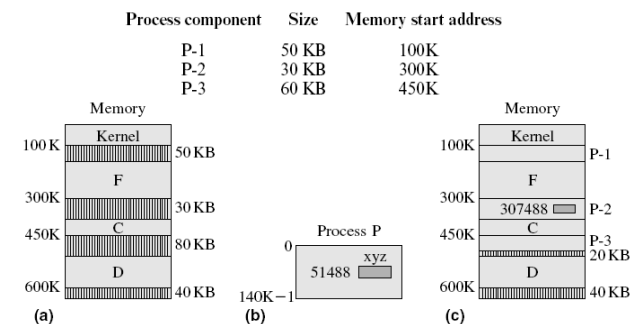 Process component Size Memory start address
P-1 50 KB 100K
P-2 30 KB 300K
P-3 60 KB 450K
Memory
Kernel
100 K
50 KB
F
300K
30 KB
C
450K
80 KB
D
600K
40 KB
(a)
Process P
0
xyz
51488
140K−1
(b)
Memory
Kernel
100K
P-1
F
300K
307488
P-2
C
450K
P-3
20 KB
D
600K
40 KB
(c)